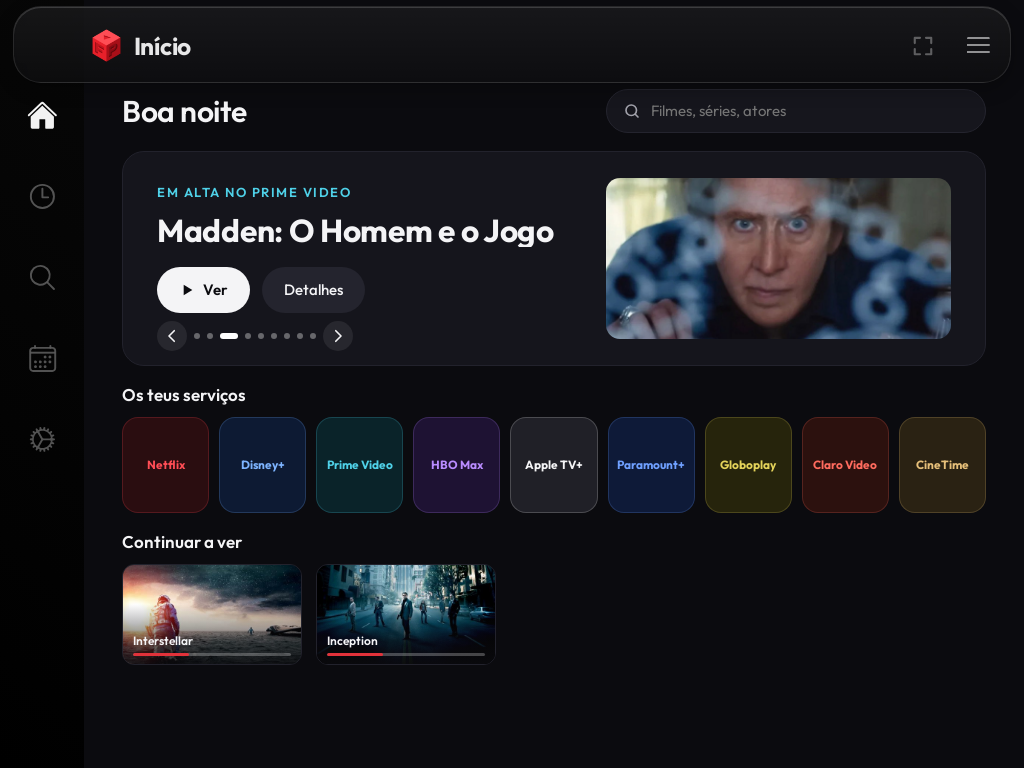 Início
Boa noite
Filmes, séries, atores
EM ALTA NO PRIME VIDEO
Madden: O Homem e o Jogo
Ver
Detalhes
Os teus serviços
Netflix
Disney+
Prime Video
HBO Max
Apple TV+
Paramount+
Globoplay
Claro Video
CineTime
Continuar a ver
Interstellar
Inception